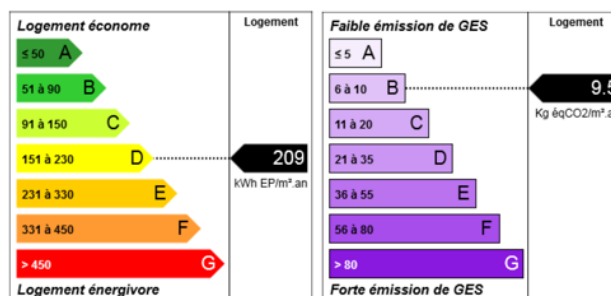 Logement économe
Logement
≤ 50 A
51 à 90 B
91 à 150 C
151 à 230 D
209
kWh EP/m².an
231 à 330 E
331 à 450 F
> 450 G
Logement énergivore
Faible émission de GES
Logement
≤ 5 A
6 à 10 B
9.5
Kg éqCO2/m².a
11 à 20 C
21 à 35 D
36 à 55 E
56 à 80 F
> 80 G
Forte émission de GES